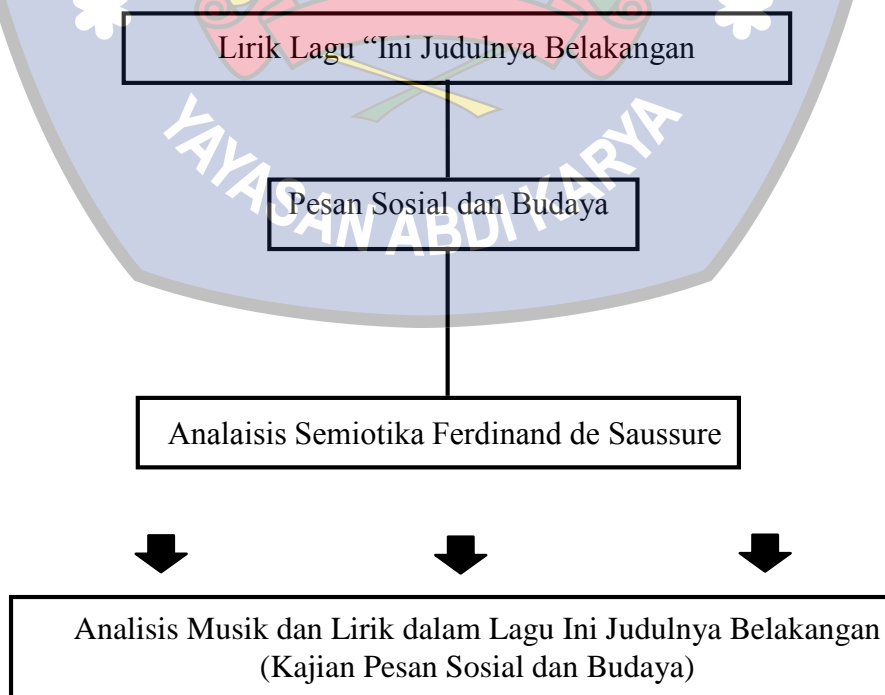 Lirik Lagu “Ini Judulnya Belakangan
YAYASAN ABDI KARYA
Pesan Sosial dan Budaya
Analaisis Semiotika Ferdinand de Saussure
Analisis Musik dan Lirik dalam Lagu Ini Judulnya Belakangan
(Kajian Pesan Sosial dan Budaya)